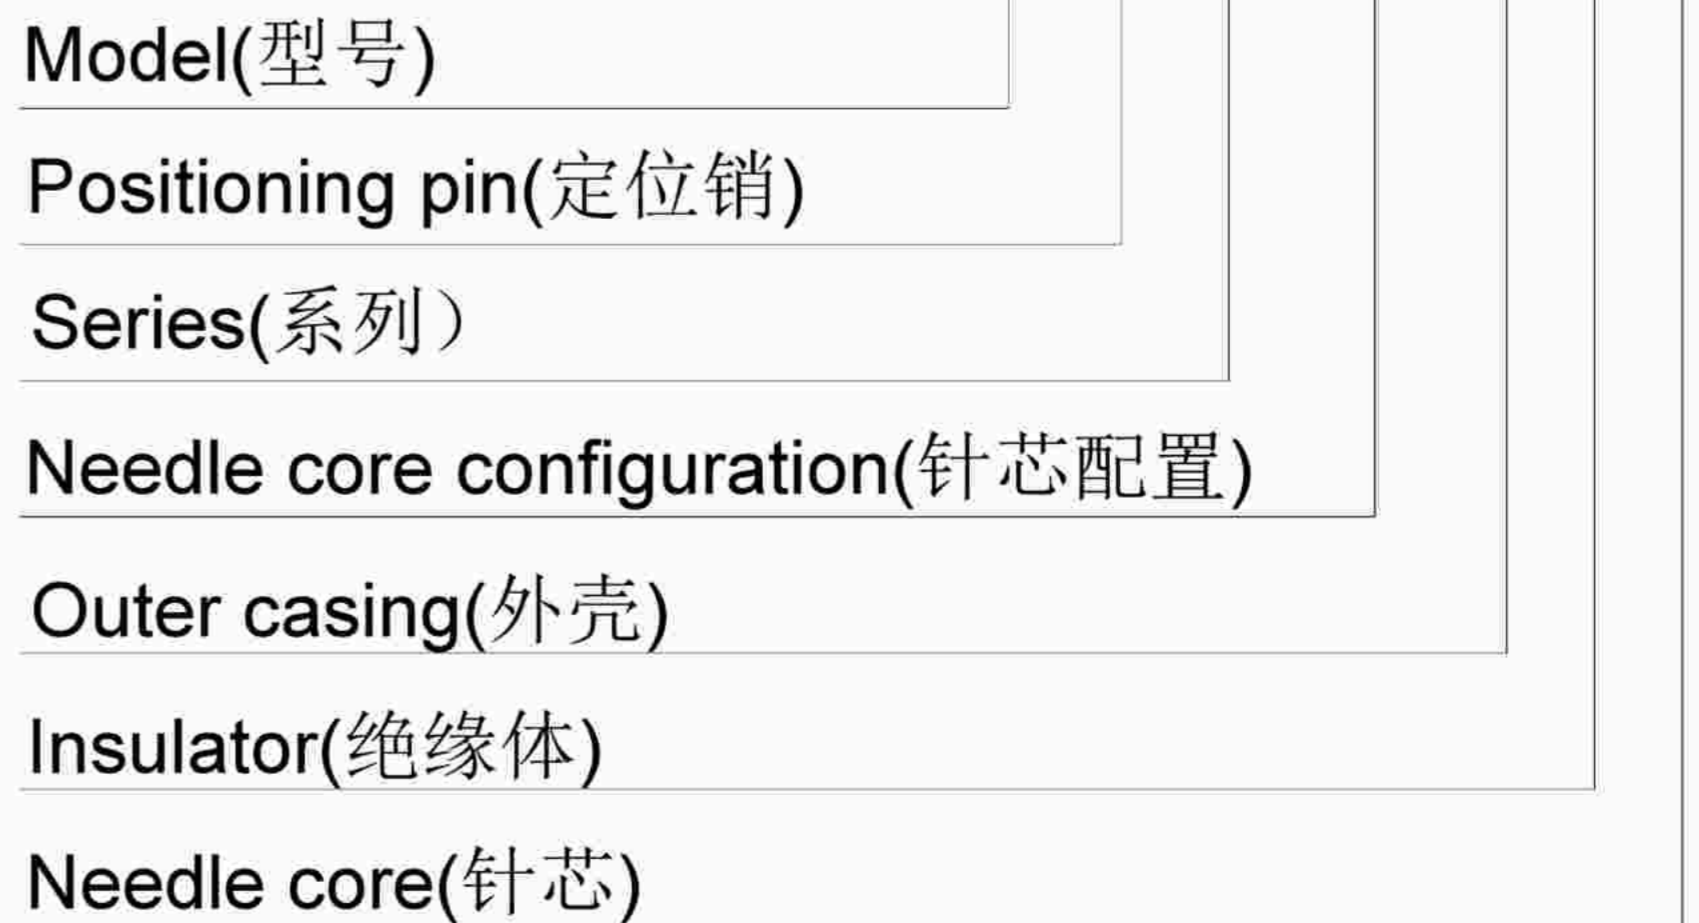 Model(型号)
Positioning pin(定位销)
Series(系列）
Needle core configuration(针芯配置)
Outer casing(外壳)
Insulator(绝缘体)
Needle core(针芯)